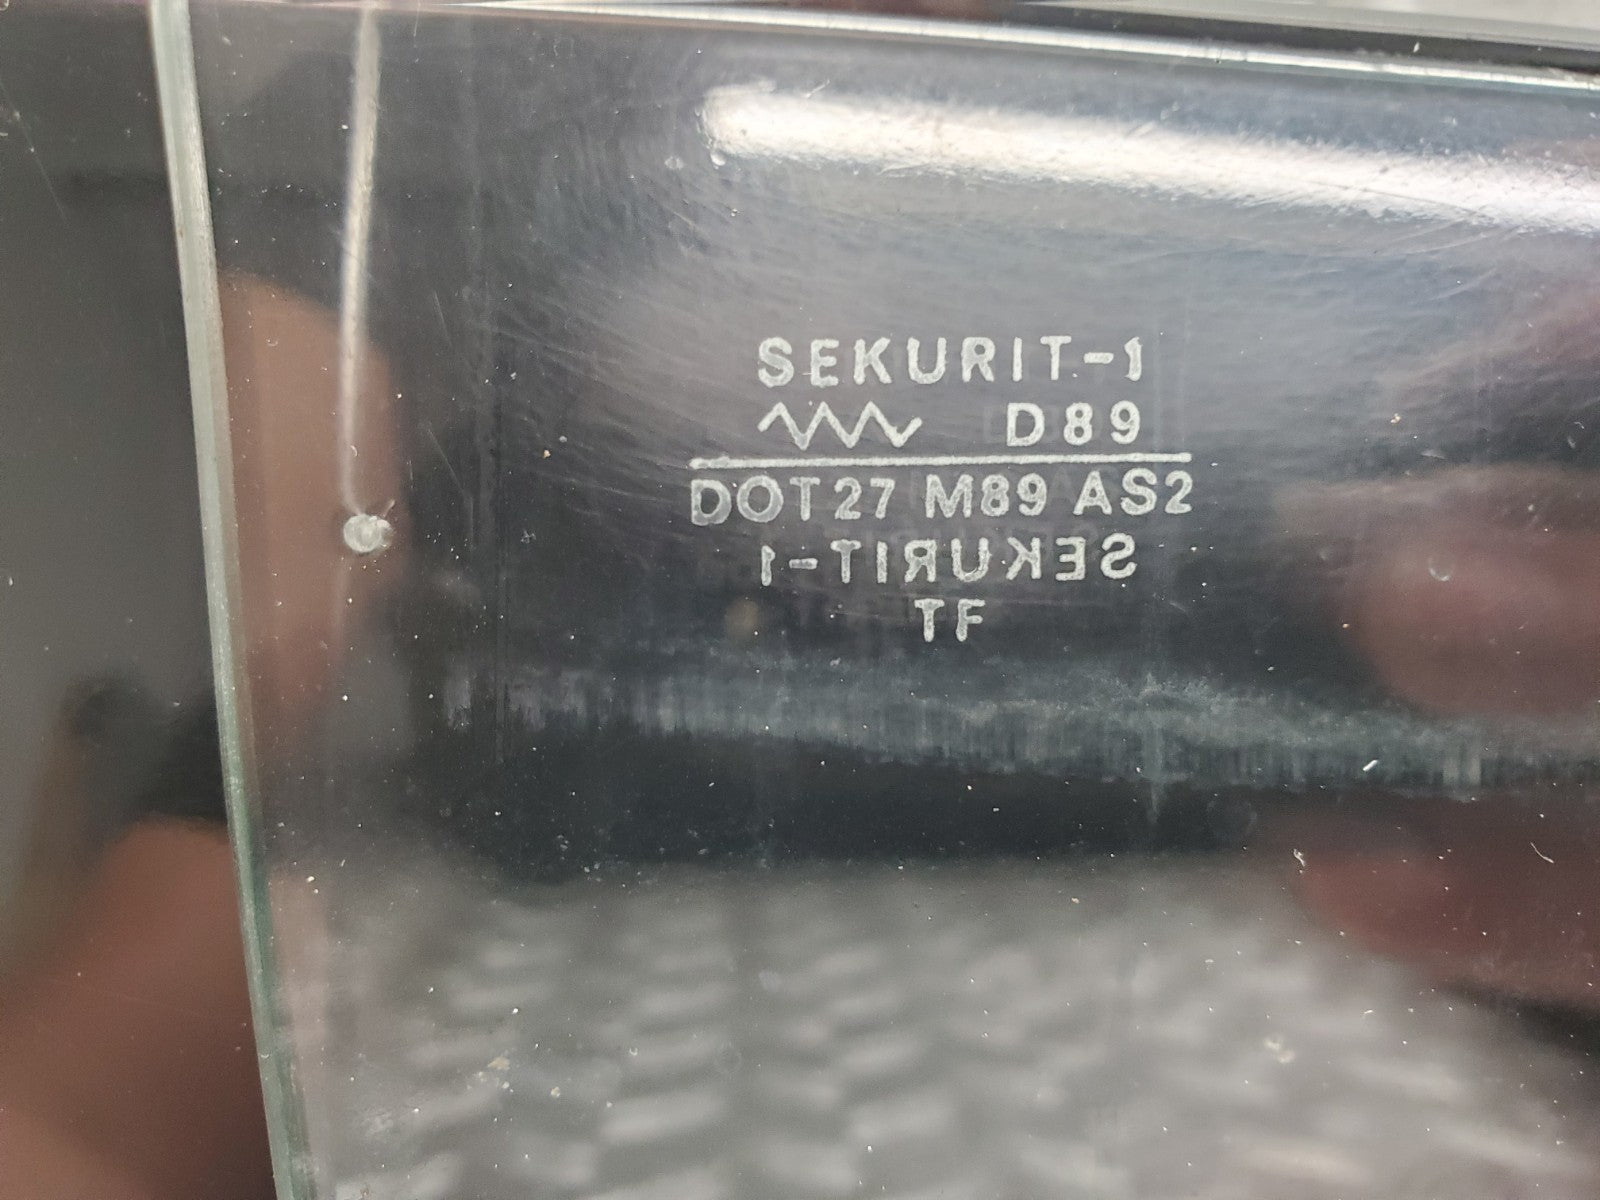 SEKURIT-1
D89
DOT27 M89 AS2
SEKURIT-1
TF